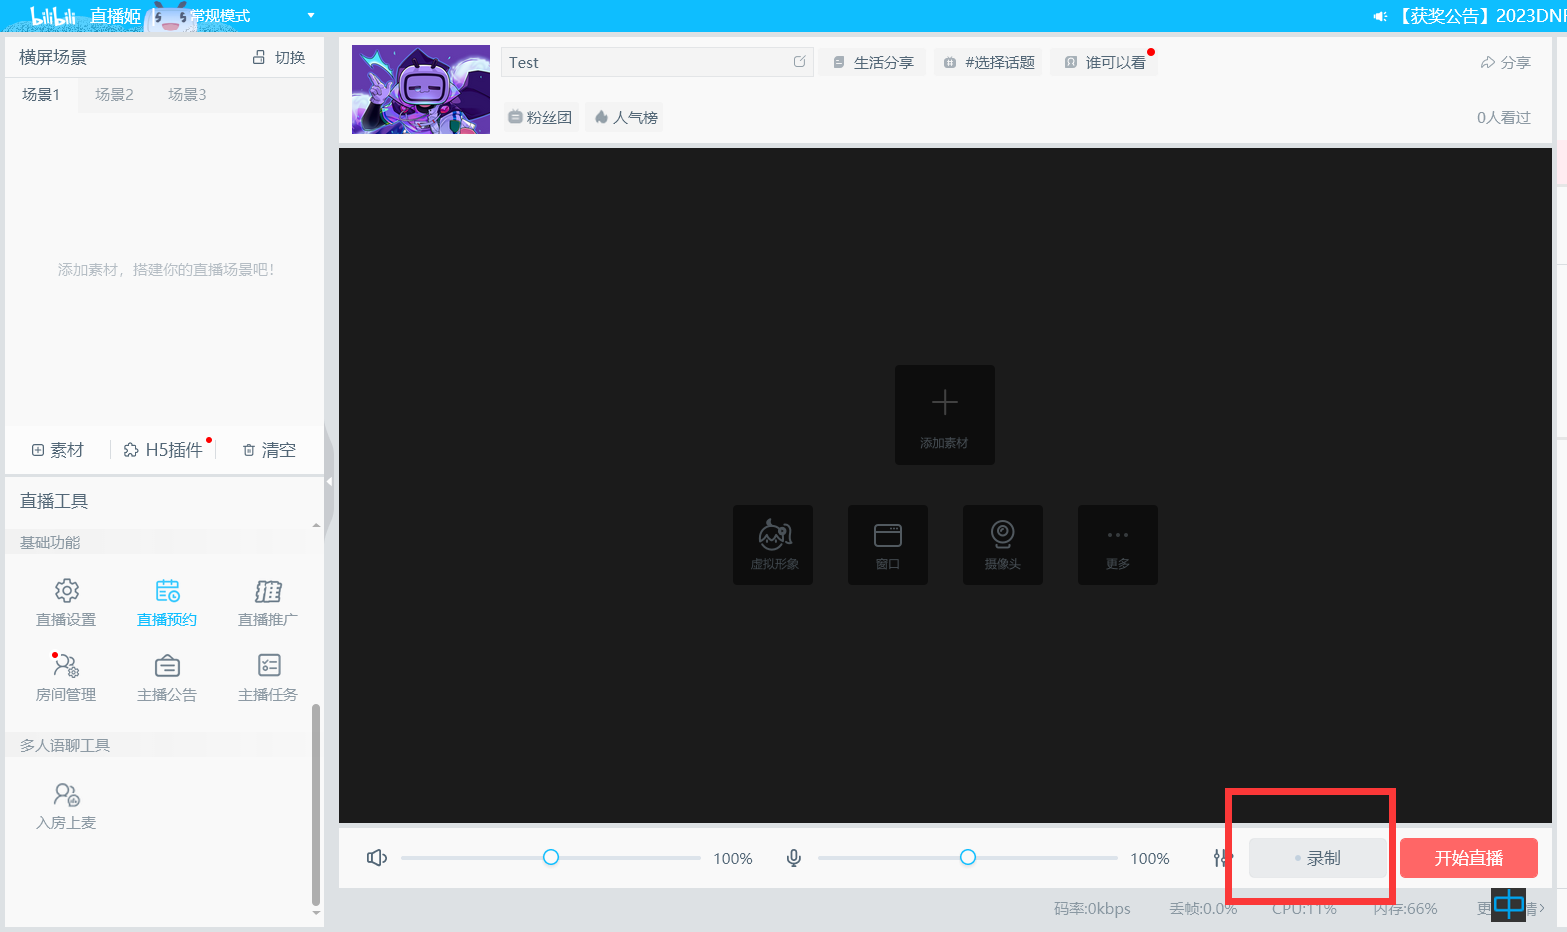 bilibili 直播姬 常规模式
【获奖公告】2023DN
横屏场景 切换
场景1 场景2 场景3
添加素材，搭建你的直播场景吧！
素材 H5插件 清空
直播工具
基础功能
直播设置 直播预约 直播推广
房间管理 主播公告 主播任务
多人语聊工具
入房上麦
Test 生活分享 #选择话题 谁可以看 分享
粉丝团 人气榜 0人看过
添加素材
虚拟形象 窗口 摄像头 更多
100% 100% 录制 开始直播
码率:0kbps 丢帧:0.0% CPU:11% 内存:66% 更 情
中